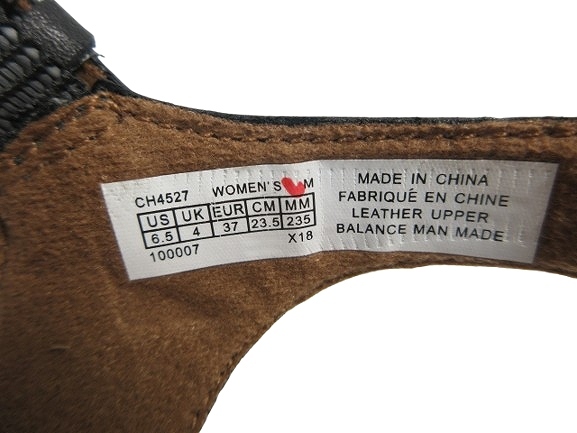 CH4527 WOMEN'S M
US UK EUR CM MM
6.5 4 37 23.5 235
100007 X18
MADE IN CHINA
FABRIQUÉ EN CHINE
LEATHER UPPER
BALANCE MAN MADE